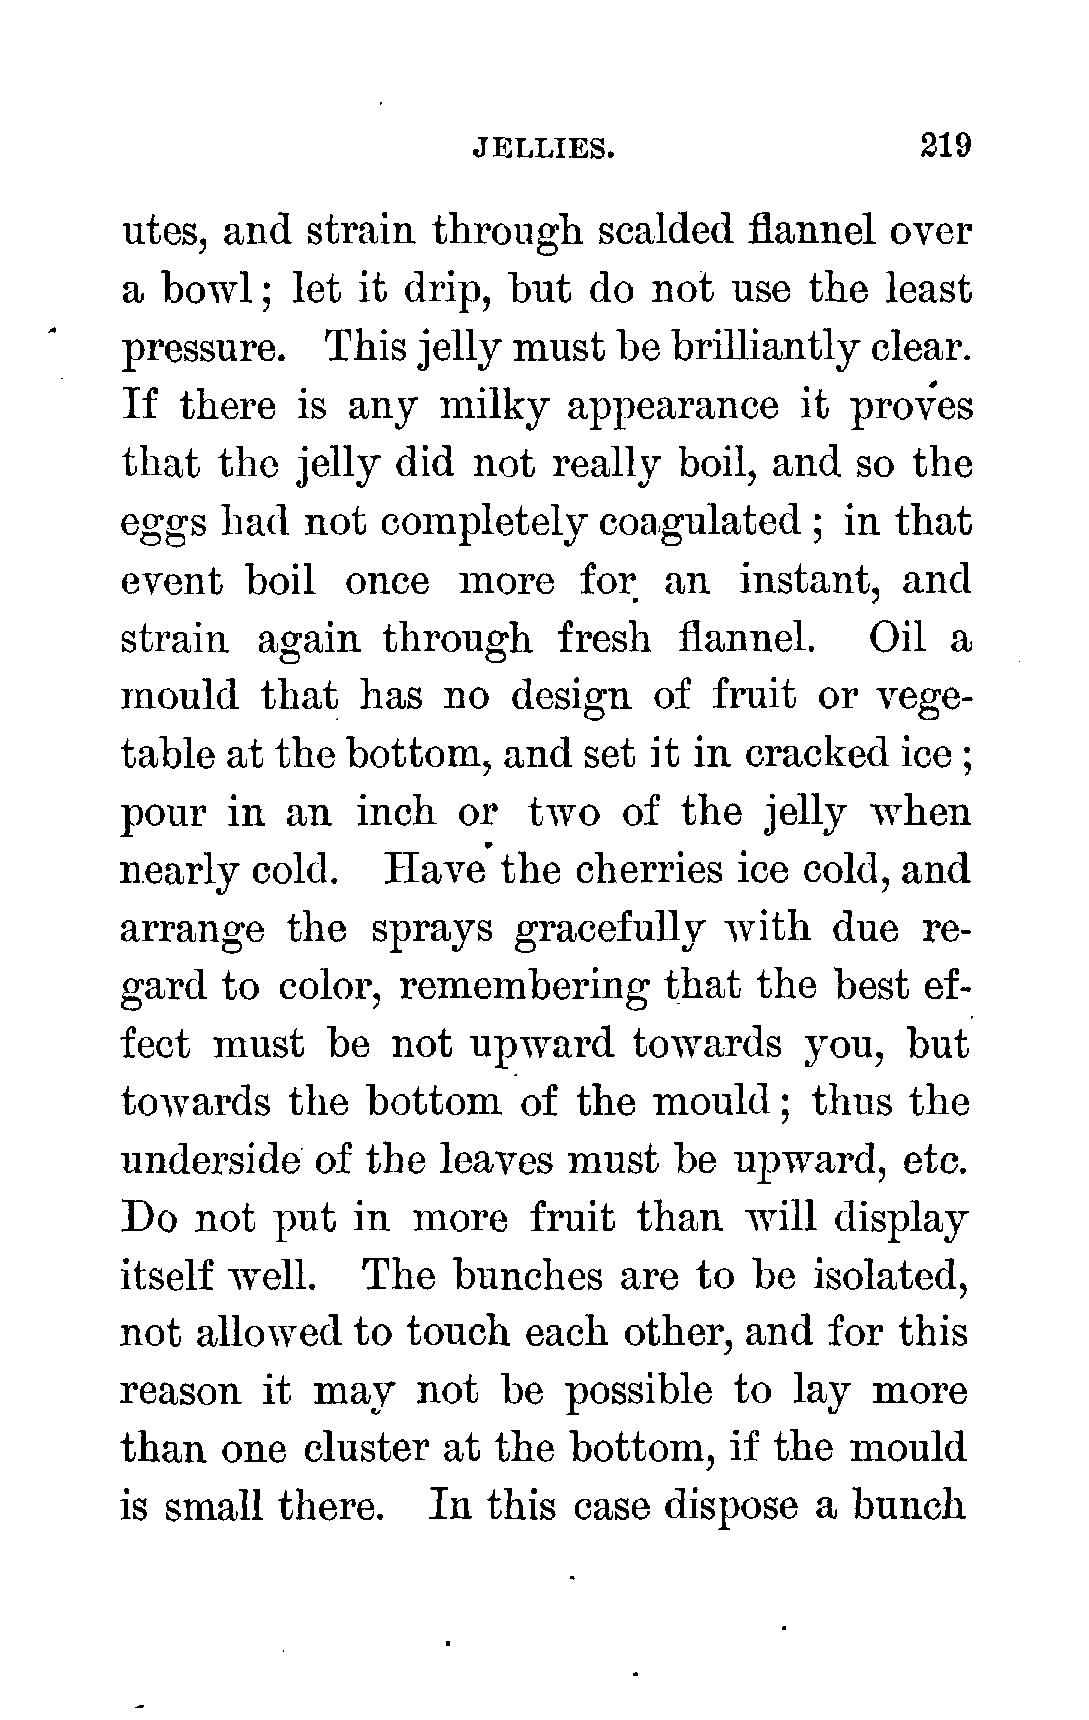 JELLIES. 219
utes, and strain through scalded flannel over
a bowl; let it drip, but do not use the least
pressure. This jelly must be brilliantly clear.
If there is any milky appearance it proves
that the jelly did not really boil, and so the
eggs had not completely coagulated; in that
event boil once more for an instant, and
strain again through fresh flannel. Oil a
mould that has no design of fruit or vege-
table at the bottom, and set it in cracked ice;
pour in an inch or two of the jelly when
nearly cold. Have the cherries ice cold, and
arrange the sprays gracefully with due re-
gard to color, remembering that the best ef-
fect must be not upward towards you, but
towards the bottom of the mould; thus the
underside of the leaves must be upward, etc.
Do not put in more fruit than will display
itself well. The bunches are to be isolated,
not allowed to touch each other, and for this
reason it may not be possible to lay more
than one cluster at the bottom, if the mould
is small there. In this case dispose a bunch